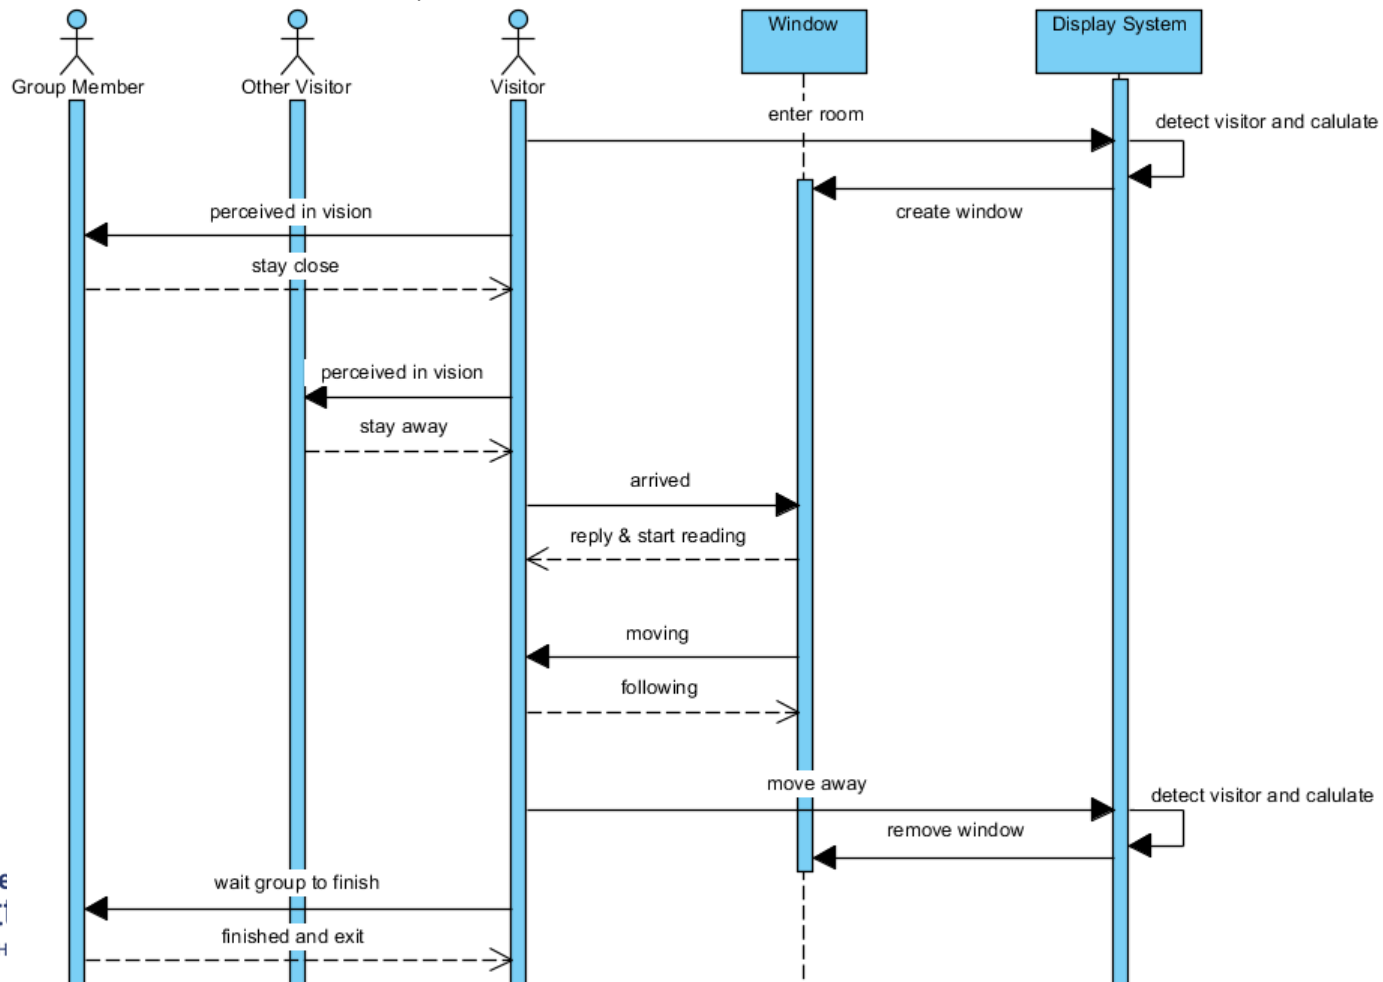 Group Member
Other Visitor
Visitor
Window
Display System
enter room
detect visitor and calulate
create window
perceived in vision
stay close
perceived in vision
stay away
arrived
reply & start reading
moving
following
move away
detect visitor and calulate
remove window
wait group to finish
finished and exit